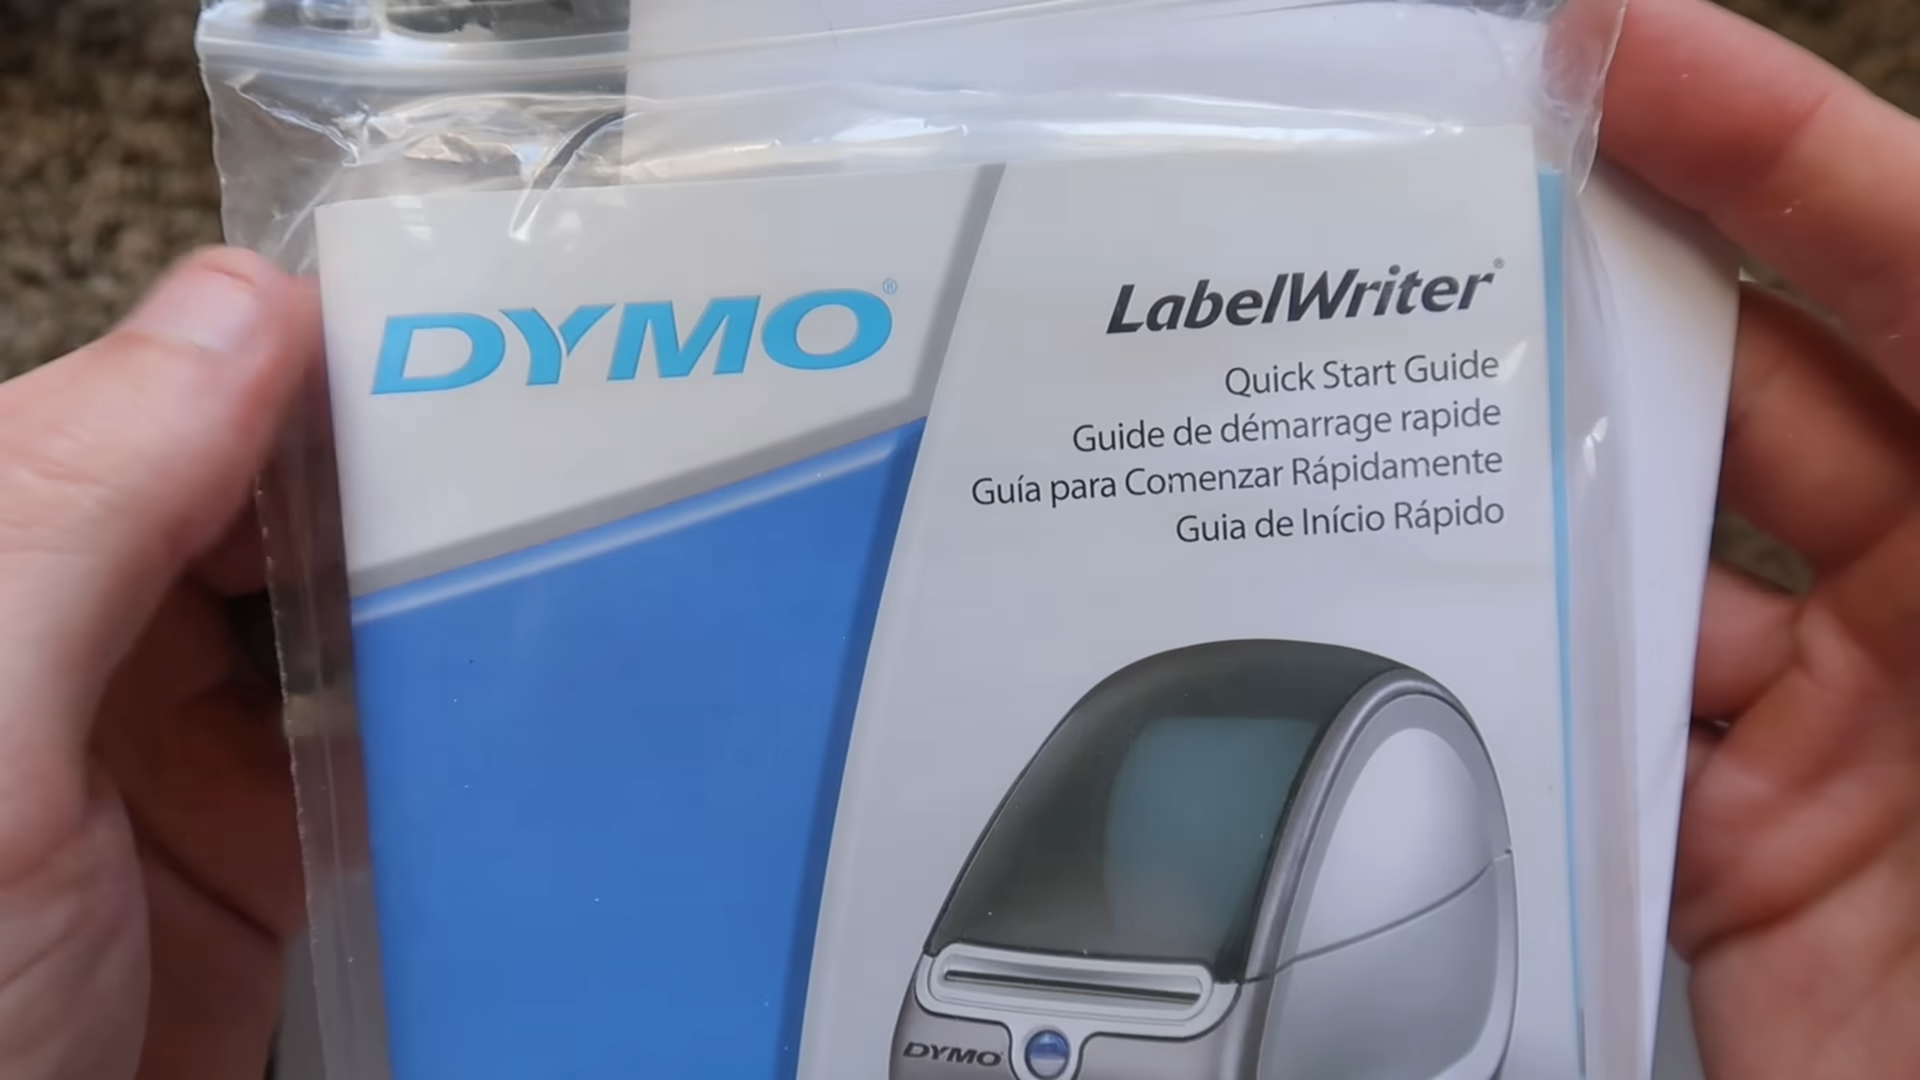 DYMO®
LabelWriter®
Quick Start Guide
Guide de démarrage rapide
Guía para Comenzar Rápidamente
Guia de Início Rápido
DYMO